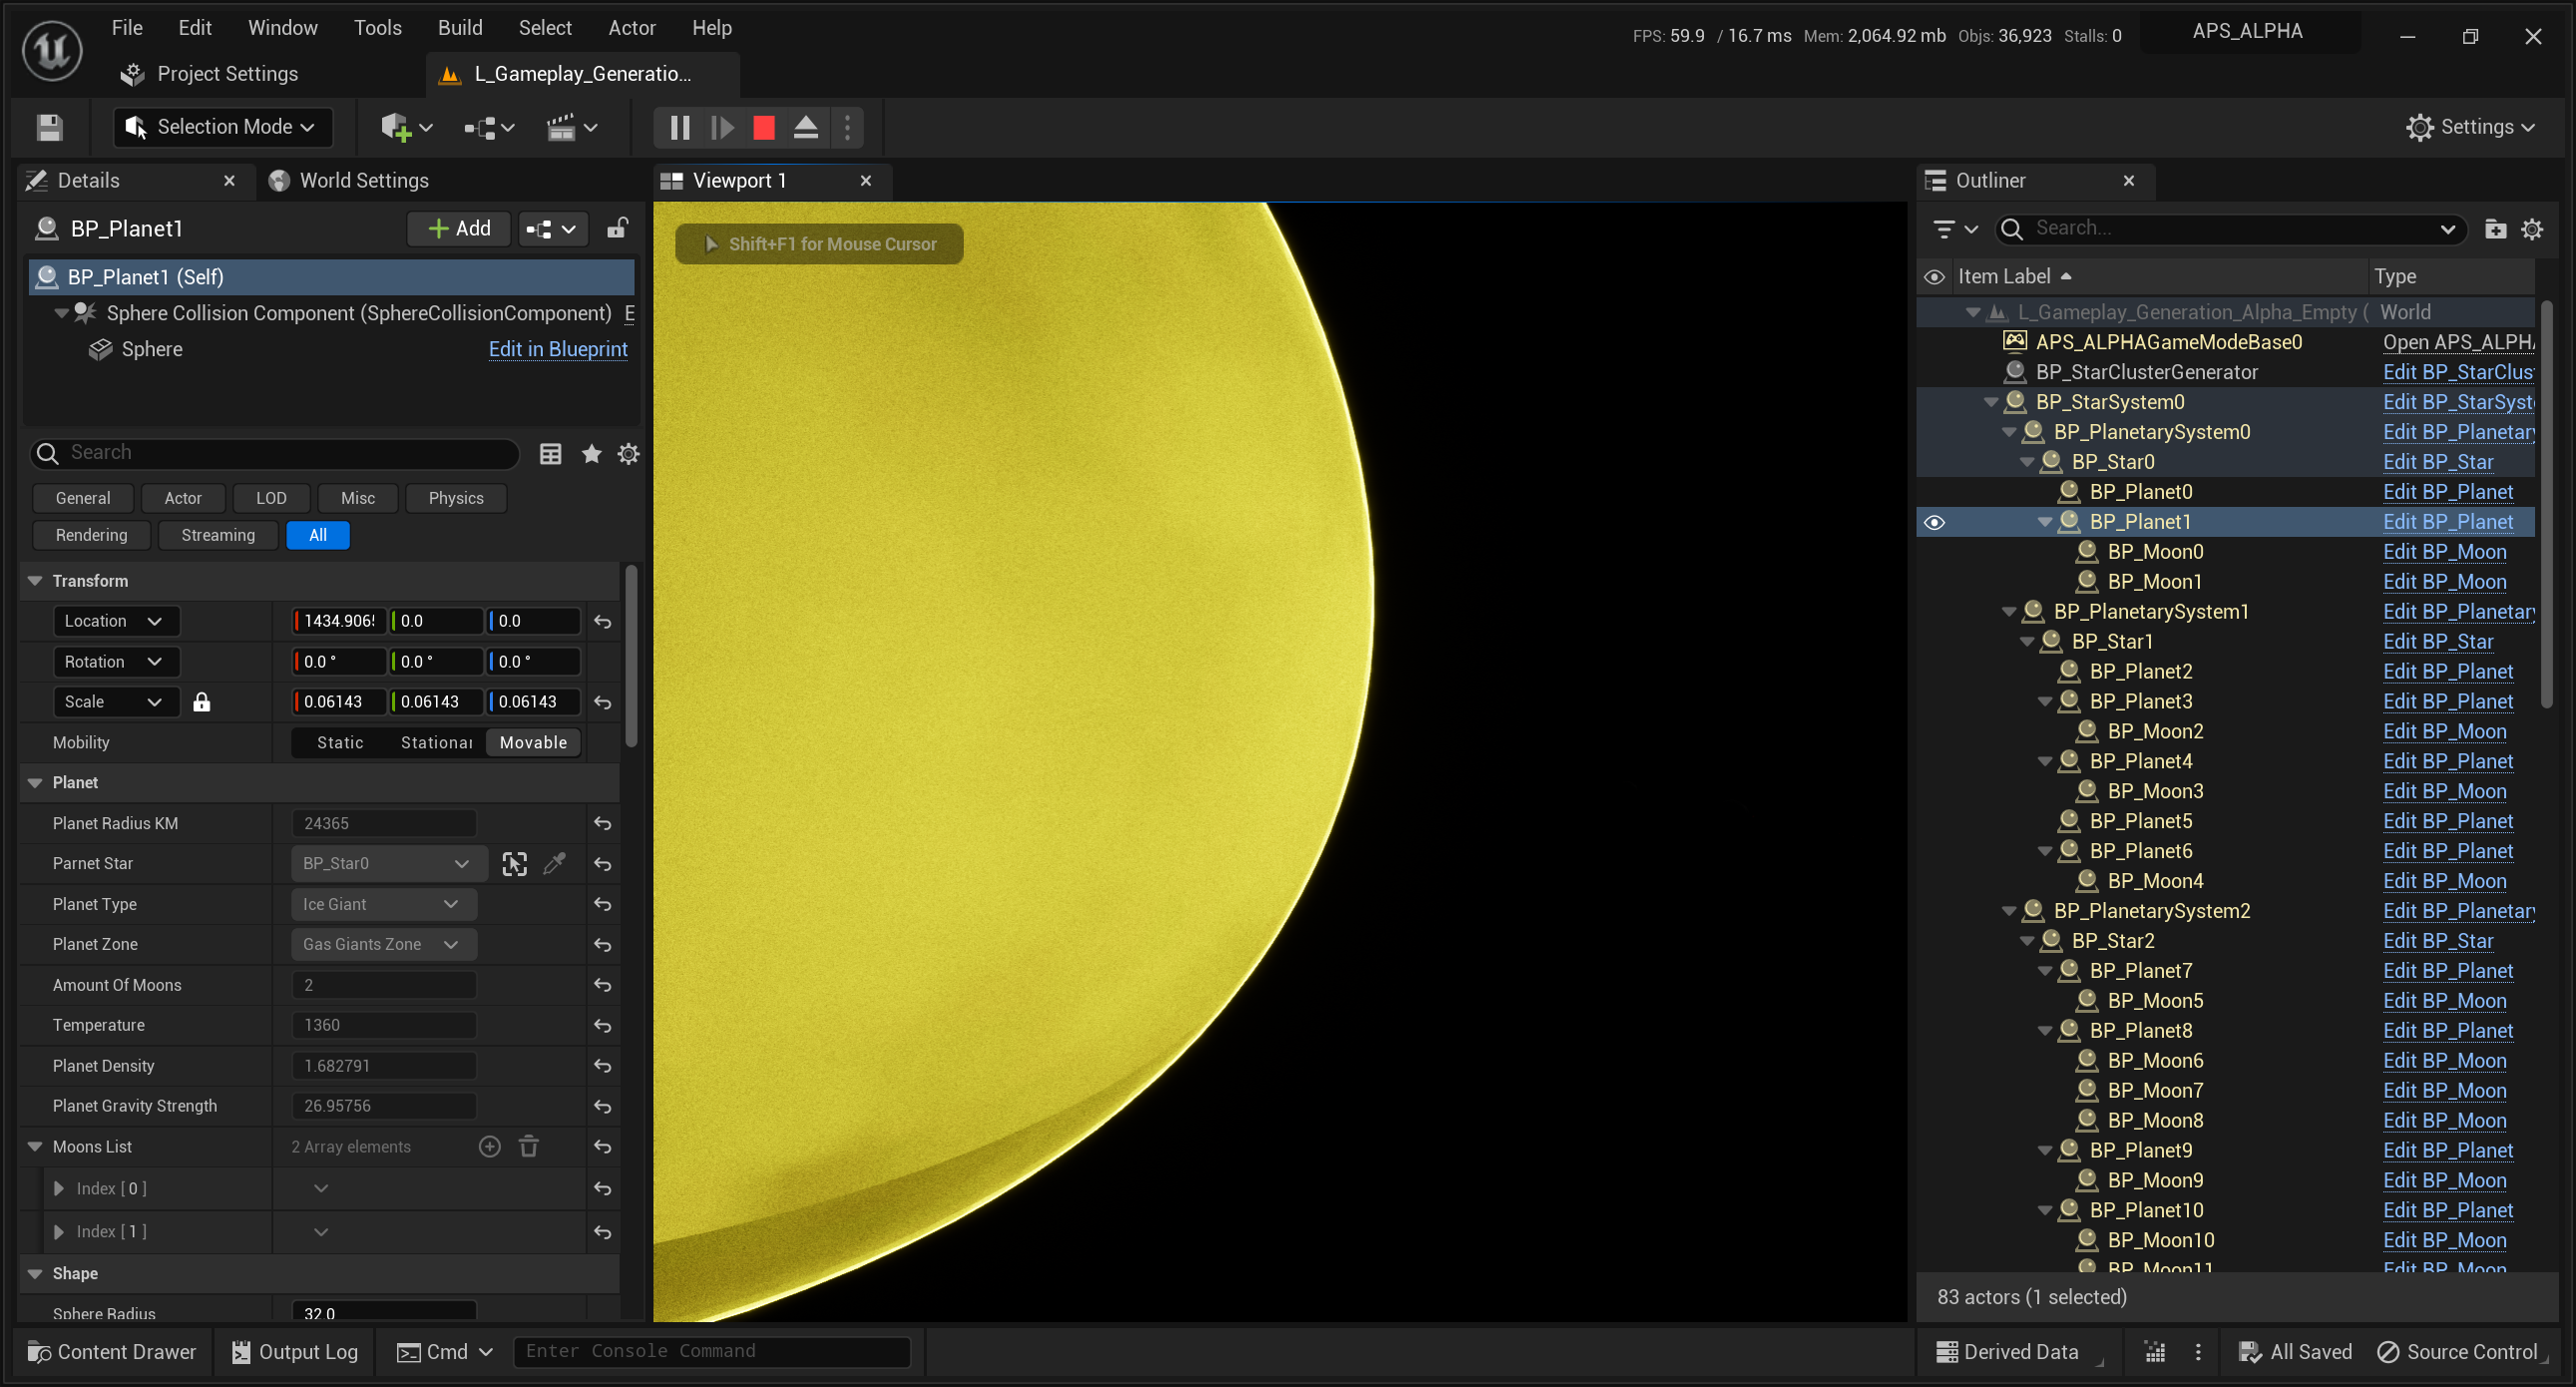 File Edit Window Tools Build Select Actor Help
FPS: 59.9 / 16.7 ms Mem: 2,064.92 mb Objs: 36,923 Stalls: 0
APS_ALPHA
Project Settings
L_Gameplay_Generatio...
Selection Mode
Settings
Details
World Settings
BP_Planet1
Add
BP_Planet1 (Self)
Sphere Collision Component (SphereCollisionComponent) E
Sphere Edit in Blueprint
Search
General Actor LOD Misc Physics
Rendering Streaming All
Transform
Location 1434.906 0.0 0.0
Rotation 0.0 ° 0.0 ° 0.0 °
Scale 0.06143 0.06143 0.06143
Mobility Static Stationar Movable
Planet
Planet Radius KM 24365
Parnet Star BP_Star0
Planet Type Ice Giant
Planet Zone Gas Giants Zone
Amount Of Moons 2
Temperature 1360
Planet Density 1.682791
Planet Gravity Strength 26.95756
Moons List 2 Array elements
Index [ 0 ]
Index [ 1 ]
Shape
Sphere Radius 32.0
Viewport 1
Shift+F1 for Mouse Cursor
Outliner
Search...
Item Label Type
L_Gameplay_Generation_Alpha_Empty ( World
APS_ALPHAGameModeBase0 Open APS_ALPHA
BP_StarClusterGenerator Edit BP_StarClus
BP_StarSystem0 Edit BP_StarSyst
BP_PlanetarySystem0 Edit BP_Planetary
BP_Star0 Edit BP_Star
BP_Planet0 Edit BP_Planet
BP_Planet1 Edit BP_Planet
BP_Moon0 Edit BP_Moon
BP_Moon1 Edit BP_Moon
BP_PlanetarySystem1 Edit BP_Planetary
BP_Star1 Edit BP_Star
BP_Planet2 Edit BP_Planet
BP_Planet3 Edit BP_Planet
BP_Moon2 Edit BP_Moon
BP_Planet4 Edit BP_Planet
BP_Moon3 Edit BP_Moon
BP_Planet5 Edit BP_Planet
BP_Planet6 Edit BP_Planet
BP_Moon4 Edit BP_Moon
BP_PlanetarySystem2 Edit BP_Planetary
BP_Star2 Edit BP_Star
BP_Planet7 Edit BP_Planet
BP_Moon5 Edit BP_Moon
BP_Planet8 Edit BP_Planet
BP_Moon6 Edit BP_Moon
BP_Moon7 Edit BP_Moon
BP_Moon8 Edit BP_Moon
BP_Planet9 Edit BP_Planet
BP_Moon9 Edit BP_Moon
BP_Planet10 Edit BP_Planet
BP_Moon10 Edit BP_Moon
BP_Moon11 Edit BP_Moon
83 actors (1 selected)
Content Drawer Output Log Cmd Enter Console Command
Derived Data All Saved Source Control